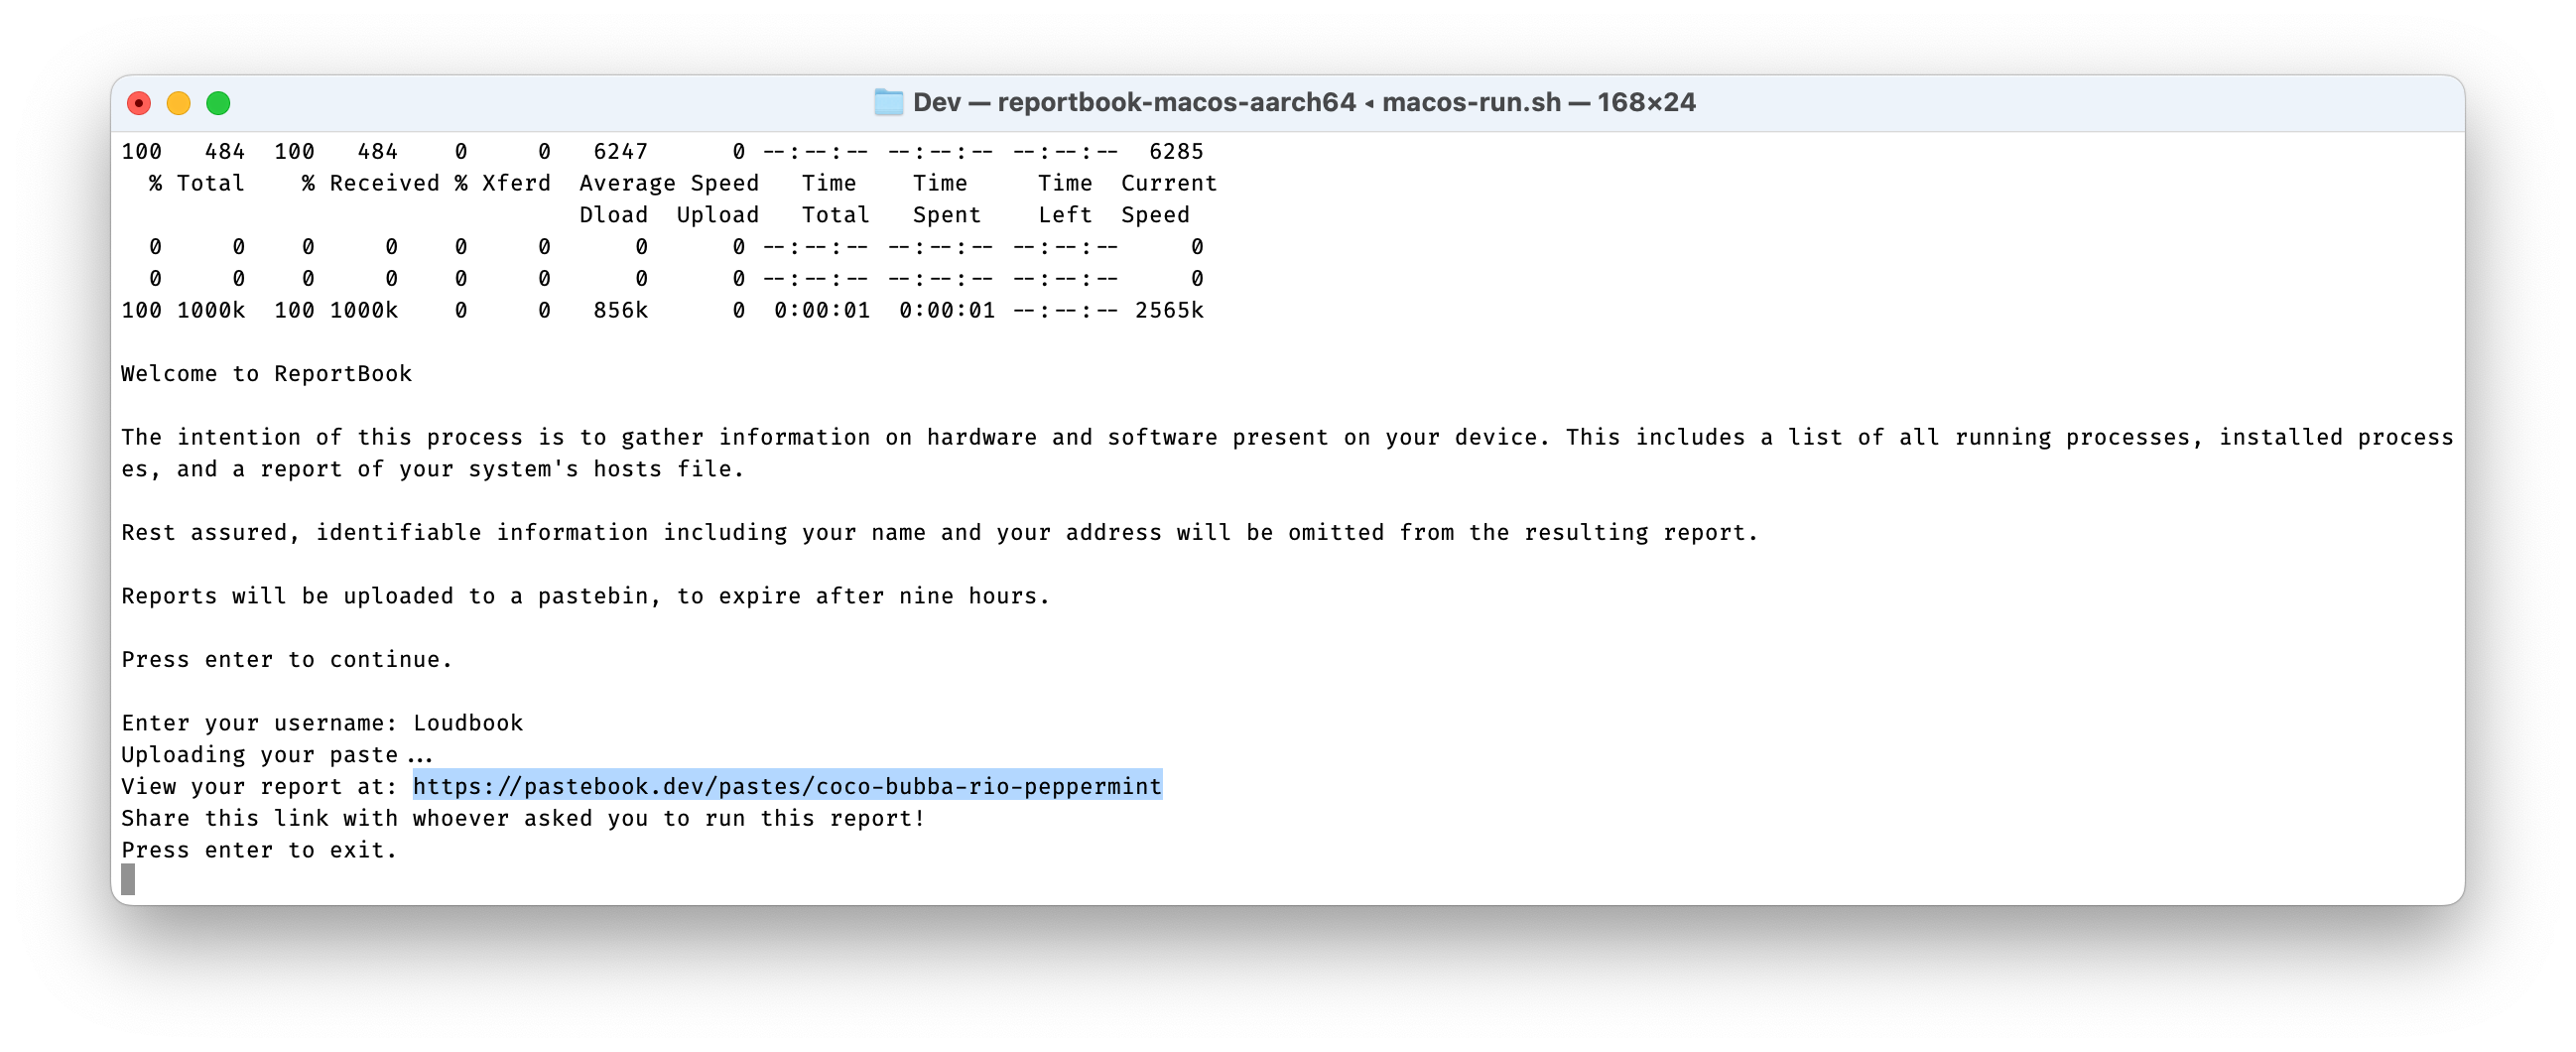 Dev — reportbook-macos-aarch64 ◂ macos-run.sh — 168×24
100   484  100   484    0     0   6247      0 --:--:-- --:--:-- --:--:--  6285
  % Total    % Received % Xferd  Average Speed   Time    Time     Time  Current
                                 Dload  Upload   Total   Spent    Left  Speed
  0     0    0     0    0     0      0      0 --:--:-- --:--:-- --:--:--     0
  0     0    0     0    0     0      0      0 --:--:-- --:--:-- --:--:--     0
100 1000k  100 1000k    0     0   856k      0  0:00:01  0:00:01 --:--:-- 2565k
Welcome to ReportBook
The intention of this process is to gather information on hardware and software present on your device. This includes a list of all running processes, installed process
es, and a report of your system's hosts file.
Rest assured, identifiable information including your name and your address will be omitted from the resulting report.
Reports will be uploaded to a pastebin, to expire after nine hours.
Press enter to continue.
Enter your username: Loudbook
Uploading your paste...
View your report at: https://pastebook.dev/pastes/coco-bubba-rio-peppermint
Share this link with whoever asked you to run this report!
Press enter to exit.